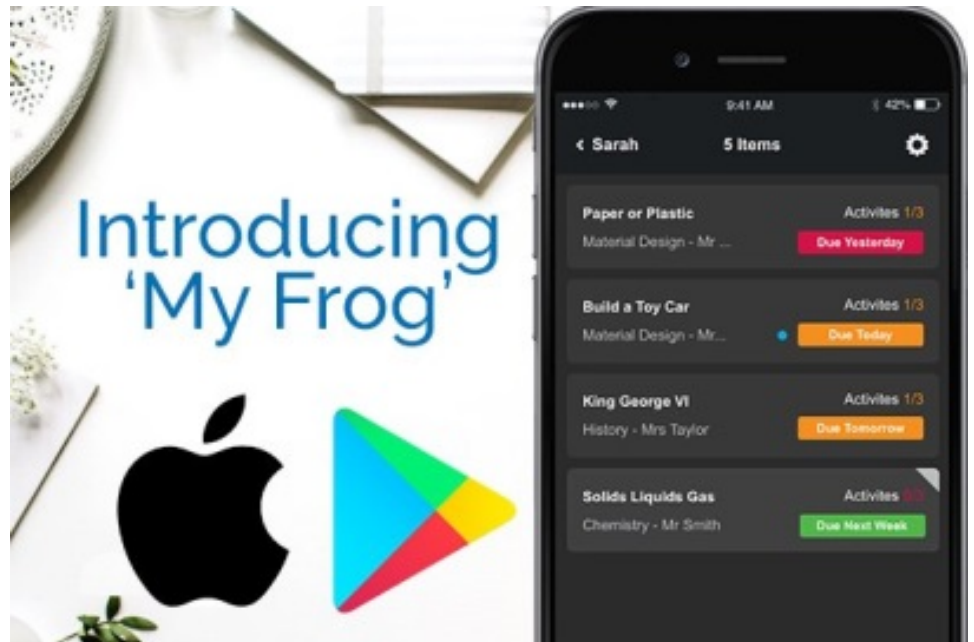 Introducing
‘My Frog’
9:41 AM
42%
Sarah
5 Items
Paper or Plastic
Activites 1/3
Material Design - Mr ...
Due Yesterday
Build a Toy Car
Activites 1/3
Material Design - Mr...
Due Today
King George VI
Activites 1/3
History - Mrs Taylor
Due Tomorrow
Solids Liquids Gas
Activites
Chemistry - Mr Smith
Due Next Week